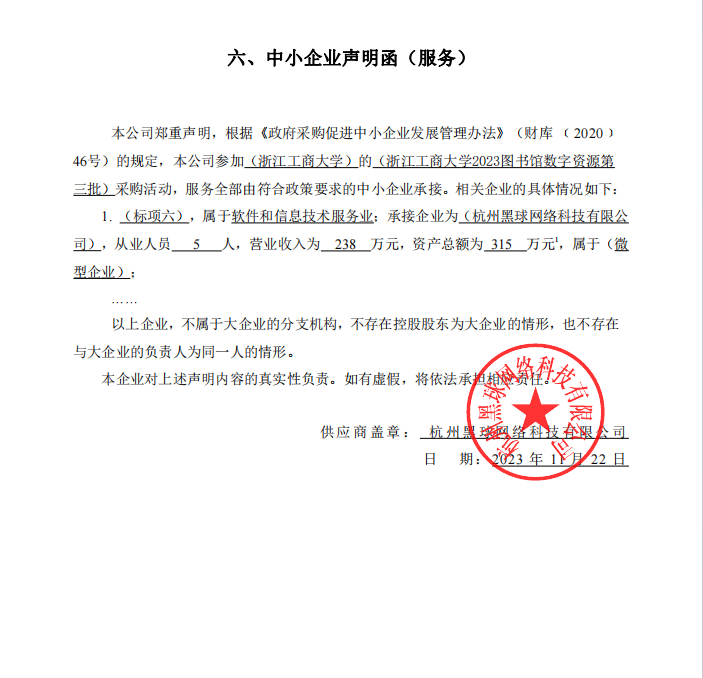 六、中小企业声明函（服务）
本公司郑重声明，根据《政府采购促进中小企业发展管理办法》（财库（2020）
46号）的规定，本公司参加（浙江工商大学）的（浙江工商大学2023图书馆数字资源第
三批）采购活动，服务全部由符合政策要求的中小企业承接。相关企业的具体情况如下：
1. （标项六），属于软件和信息技术服务业；承接企业为（杭州黑球网络科技有限公
司），从业人员 5 人，营业收入为 238 万元，资产总额为 315 万元¹，属于（微
型企业）；
……
以上企业，不属于大企业的分支机构，不存在控股股东为大企业的情形，也不存在
与大企业的负责人为同一人的情形。
本企业对上述声明内容的真实性负责。如有虚假，将依法承担相应责任。
供应商盖章： 杭州黑球网络科技有限公司
日 期：2023 年 11 月 22 日
杭州黑球网络科技有限公司